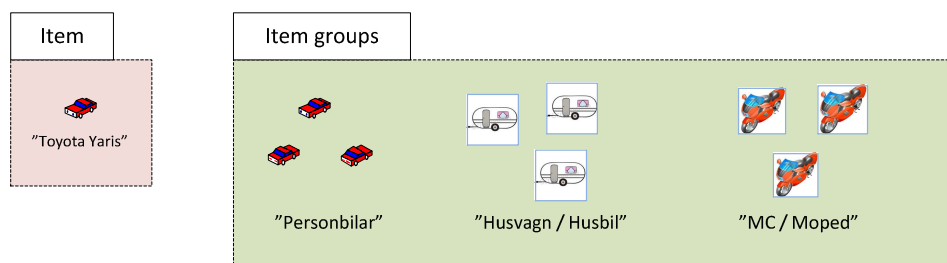 Item
Item groups
”Toyota Yaris”
”Personbilar”
”Husvagn / Husbil”
”MC / Moped”